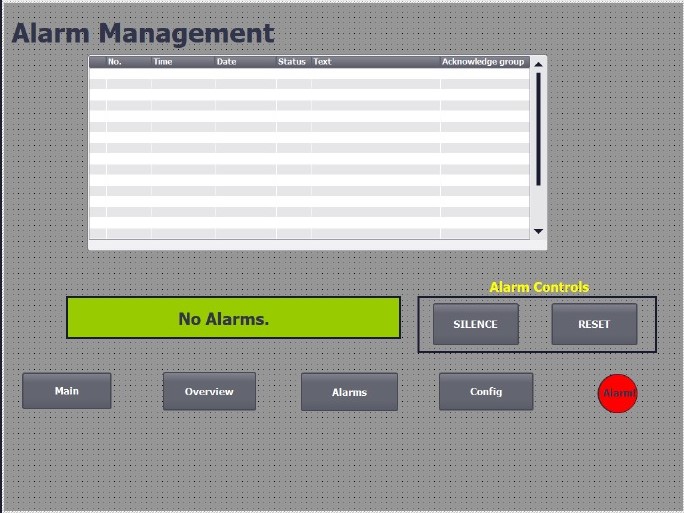 Alarm Management
No. Time Date Status Text Acknowledge group
Alarm Controls
No Alarms.
SILENCE RESET
Main Overview Alarms Config Alarm!